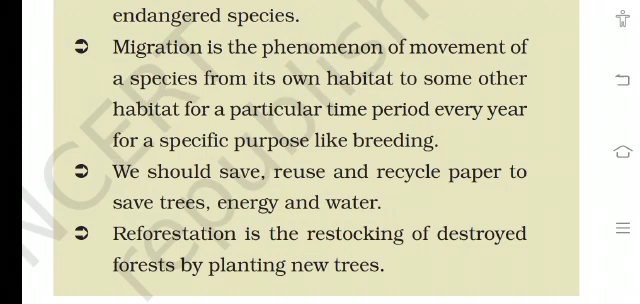 endangered species.
➲ Migration is the phenomenon of movement of
a species from its own habitat to some other
habitat for a particular time period every year
for a specific purpose like breeding.
➲ We should save, reuse and recycle paper to
save trees, energy and water.
➲ Reforestation is the restocking of destroyed
forests by planting new trees.
NCERT
republish